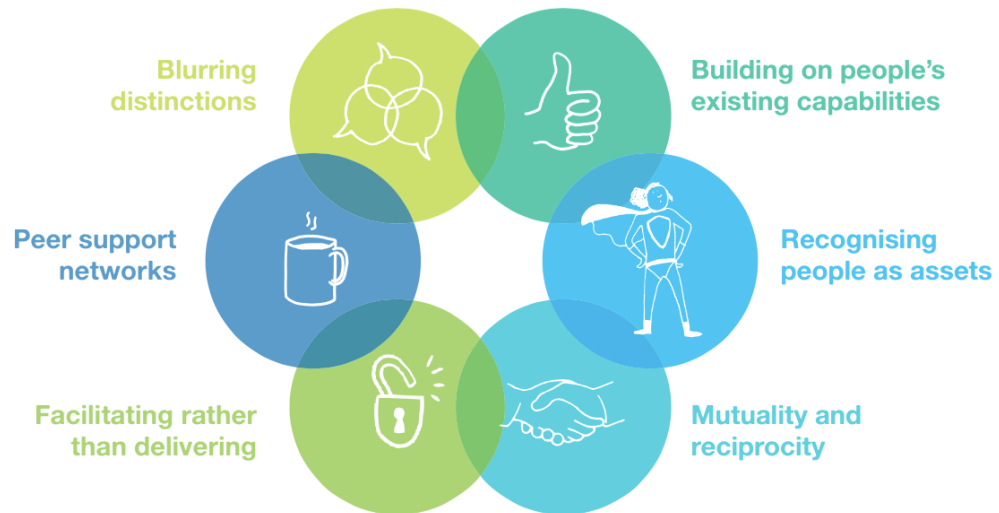 Blurring
distinctions
Building on people’s
existing capabilities
Peer support
networks
Recognising
people as assets
Facilitating rather
than delivering
Mutuality and
reciprocity